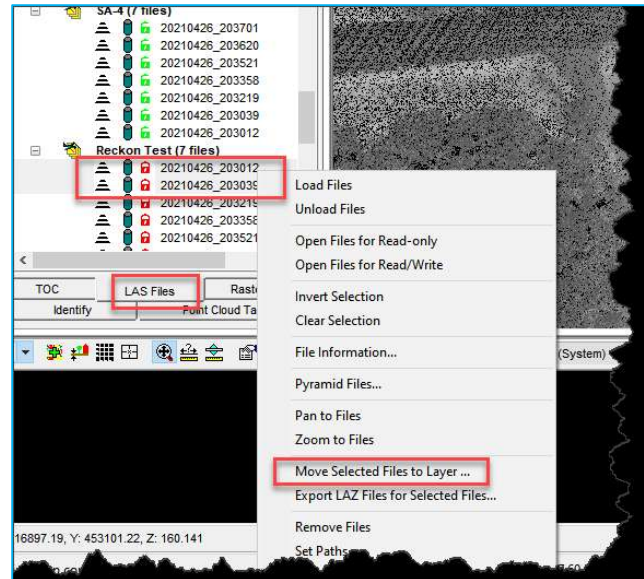 SA-4 (7 files)
20210426_203701
20210426_203620
20210426_203521
20210426_203358
20210426_203219
20210426_203039
20210426_203012
Reckon Test (7 files)
20210426_203012
20210426_203039
20210426_203219
20210426_203358
20210426_203521
TOC
LAS Files
Identify
Point Cloud
Load Files
Unload Files
Open Files for Read-only
Open Files for Read/Write
Invert Selection
Clear Selection
File Information...
Pyramid Files...
Pan to Files
Zoom to Files
Move Selected Files to Layer ...
Export LAZ Files for Selected Files...
Remove Files
Set Paths
(System)
16897.19, Y: 453101.22, Z: 160.141